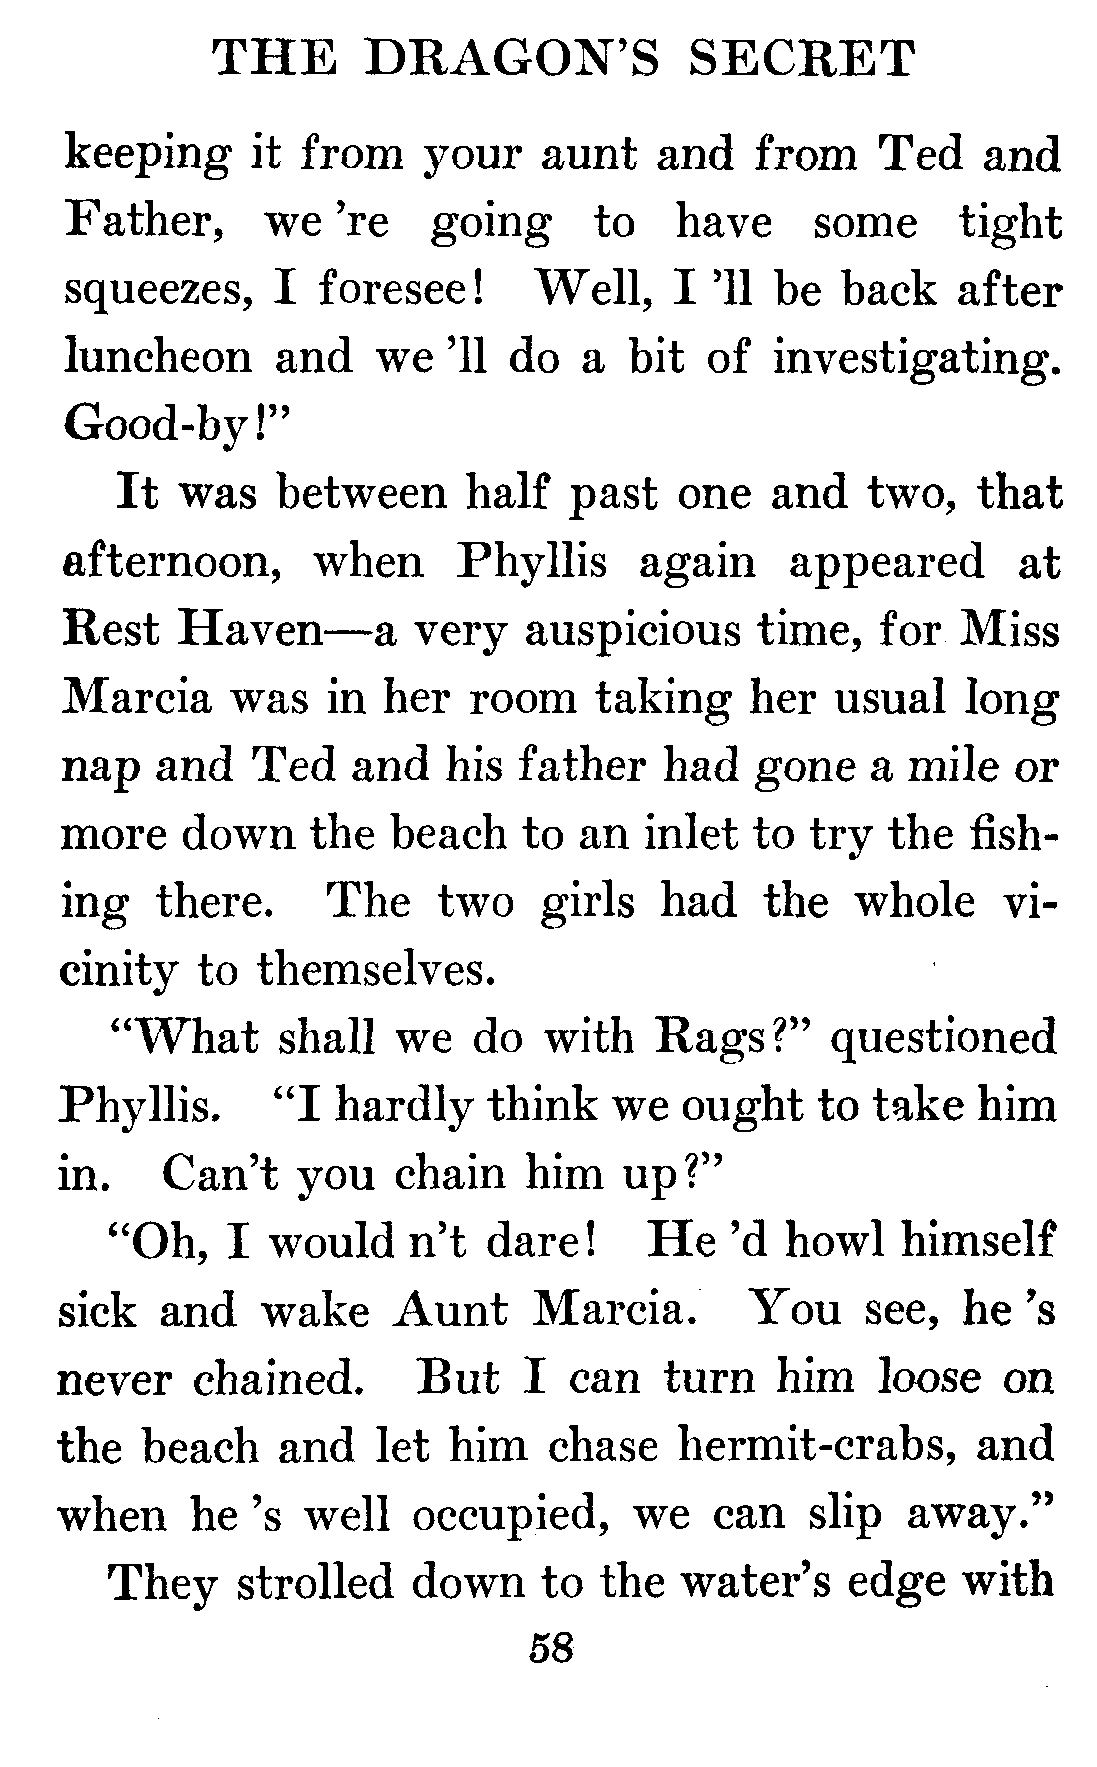 THE DRAGON'S SECRET
keeping it from your aunt and from Ted and
Father, we 're going to have some tight
squeezes, I foresee! Well, I 'll be back after
luncheon and we 'll do a bit of investigating.
Good-by!"
It was between half past one and two, that
afternoon, when Phyllis again appeared at
Rest Haven—a very auspicious time, for Miss
Marcia was in her room taking her usual long
nap and Ted and his father had gone a mile or
more down the beach to an inlet to try the fish-
ing there. The two girls had the whole vi-
cinity to themselves.
"What shall we do with Rags?" questioned
Phyllis. "I hardly think we ought to take him
in. Can't you chain him up?"
"Oh, I would n't dare! He 'd howl himself
sick and wake Aunt Marcia. You see, he 's
never chained. But I can turn him loose on
the beach and let him chase hermit-crabs, and
when he 's well occupied, we can slip away."
They strolled down to the water's edge with
58